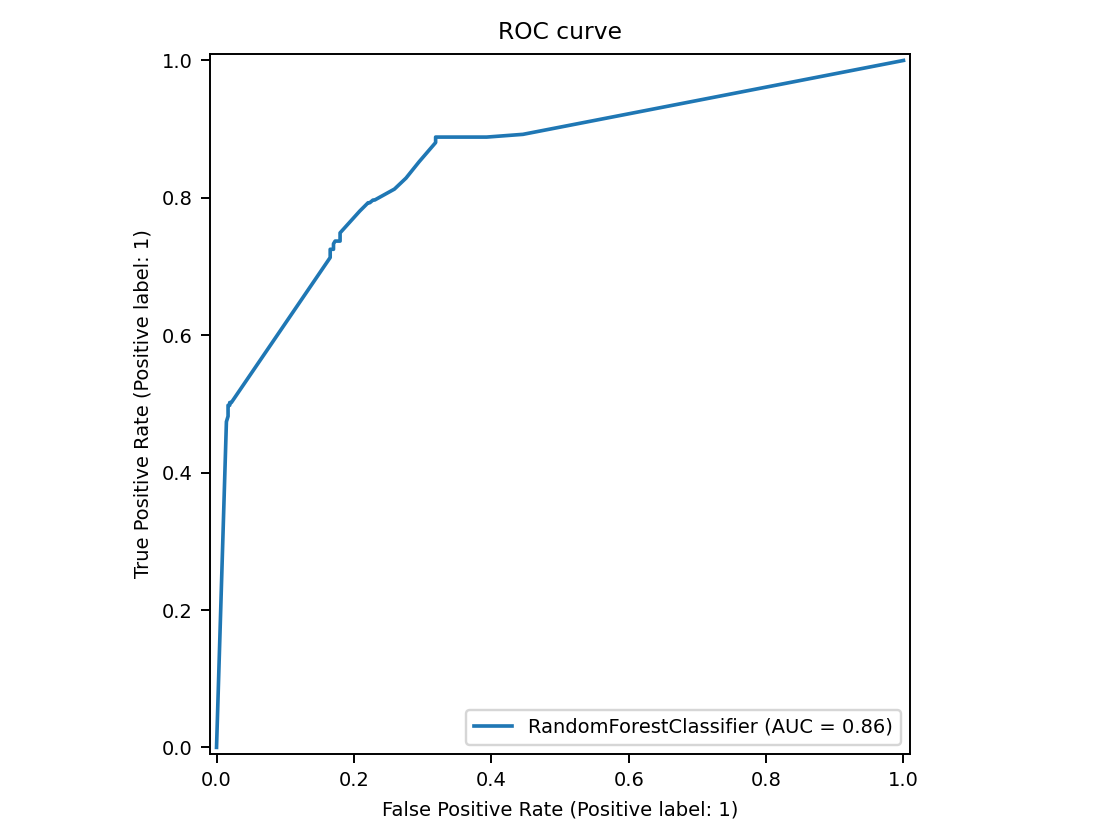 ROC curve
1.0
0.8
0.6
0.4
0.2
0.0
True Positive Rate (Positive label: 1)
RandomForestClassifier (AUC = 0.86)
0.0 0.2 0.4 0.6 0.8 1.0
False Positive Rate (Positive label: 1)